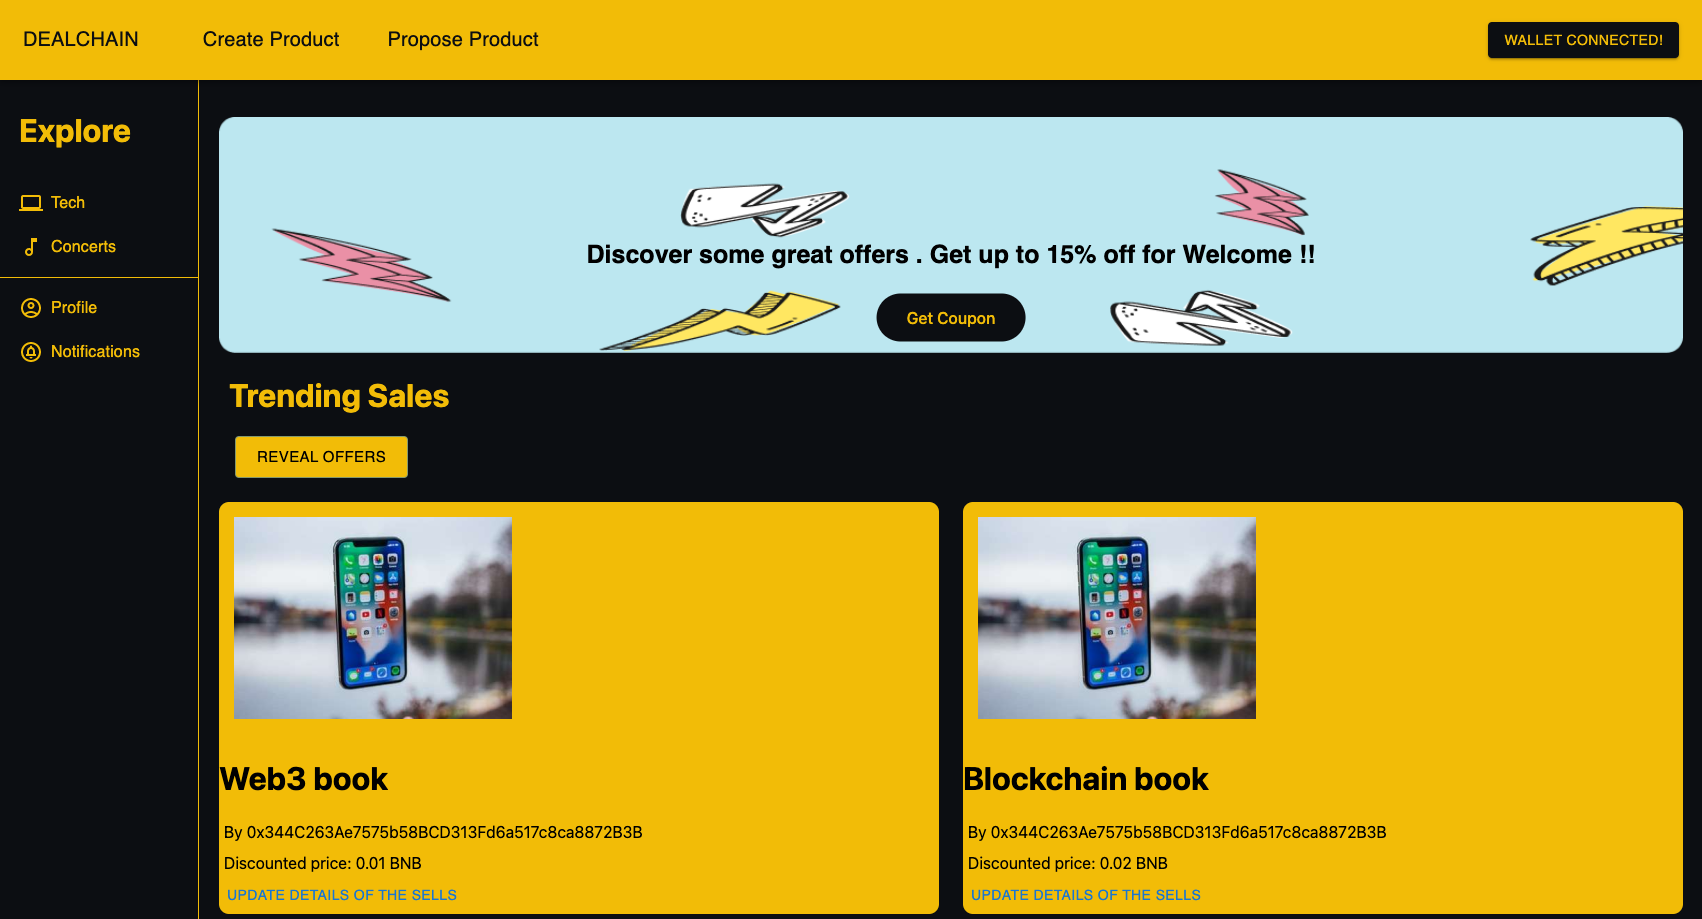 DEALCHAIN
Create Product
Propose Product
WALLET CONNECTED!
Explore
Tech
Concerts
Profile
Notifications
Discover some great offers . Get up to 15% off for Welcome !!
Get Coupon
Trending Sales
REVEAL OFFERS
Web3 book
By 0x344C263Ae7575b58BCD313Fd6a517c8ca8872B3B
Discounted price: 0.01 BNB
UPDATE DETAILS OF THE SELLS
Blockchain book
By 0x344C263Ae7575b58BCD313Fd6a517c8ca8872B3B
Discounted price: 0.02 BNB
UPDATE DETAILS OF THE SELLS